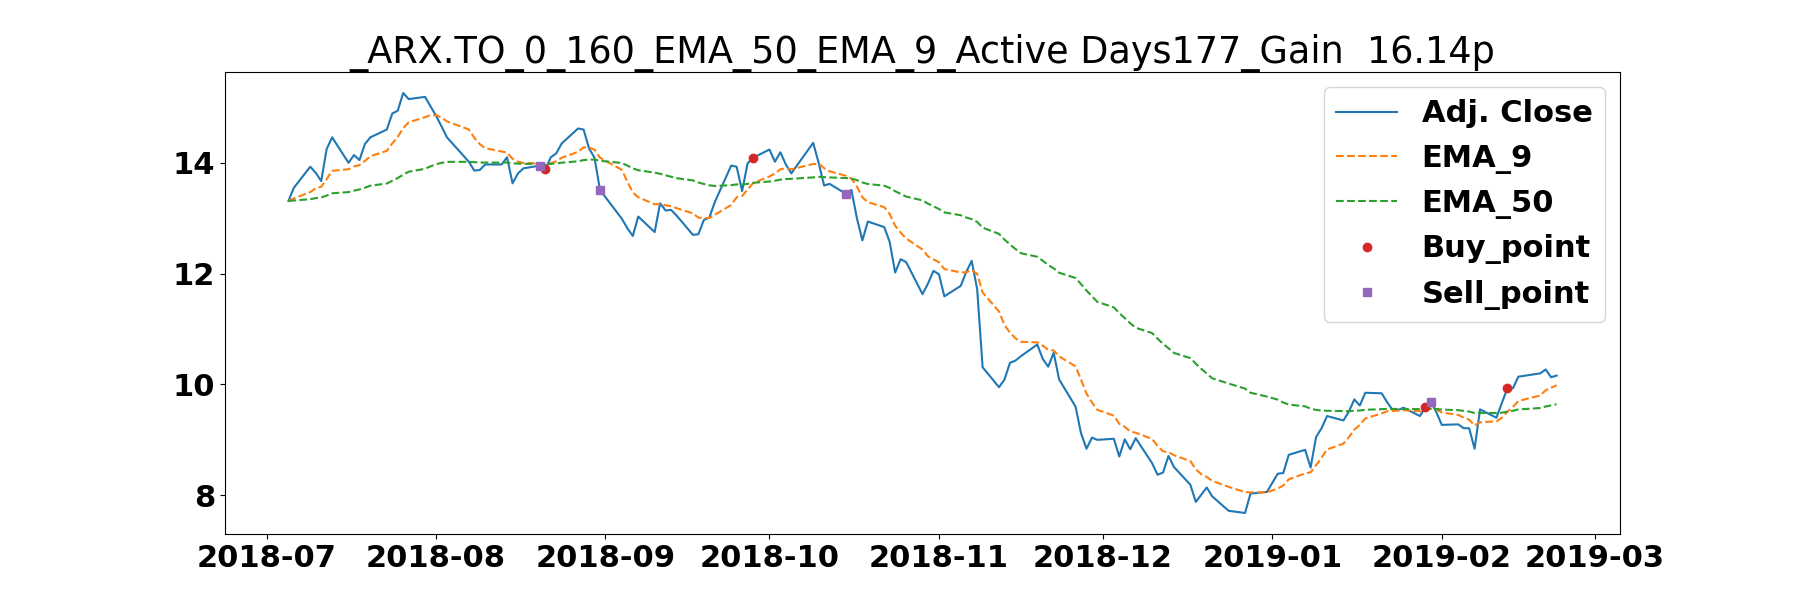 _ARX.TO_0_160_EMA_50_EMA_9_Active Days177_Gain  16.14p
Adj. Close
EMA_9
EMA_50
Buy_point
Sell_point
14
12
10
8
2018-07 2018-08 2018-09 2018-10 2018-11 2018-12 2019-01 2019-02 2019-03